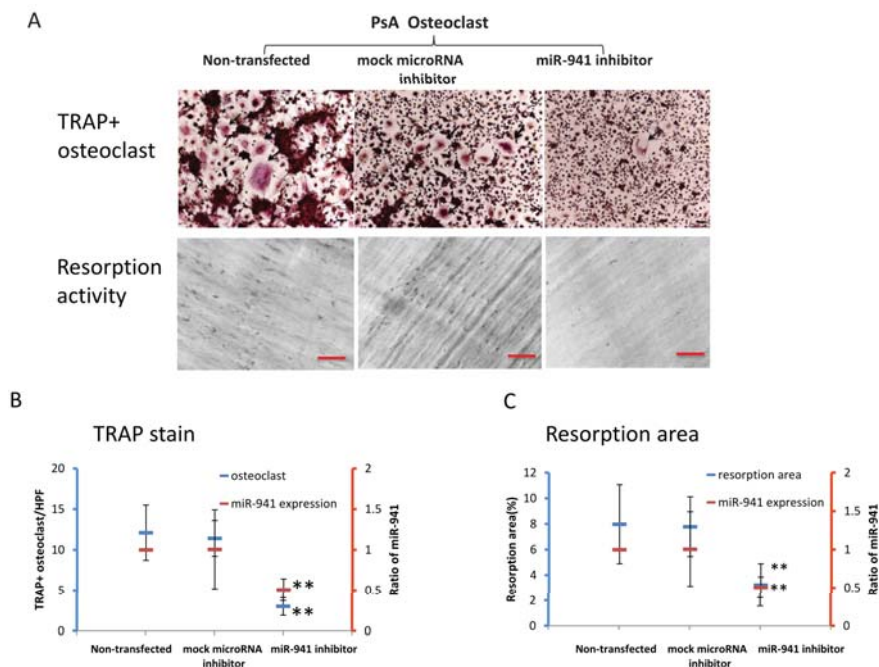 A
PsA Osteoclast
Non-transfected
mock microRNA
inhibitor
miR-941 inhibitor
TRAP+
osteoclast
Resorption
activity
B
TRAP stain
20
15
10
5
0
TRAP+ osteoclast/HPF
osteoclast
miR-941 expression
**
**
2
1.5
1
0.5
0
Ratio of miR-941
Non-transfected
mock microRNA
inhibitor
miR-941 inhibitor
C
Resorption area
12
10
8
6
4
2
0
Resorption area(%)
resorption area
miR-941 expression
**
**
2
1.5
1
0.5
0
Ratio of miR-941
Non-transfected
mock microRNA
inhibitor
miR-941 inhibitor